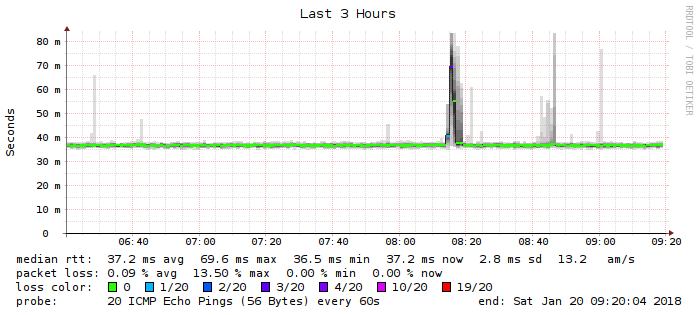 Last 3 Hours
RRDTOOL / TOBI OETIKER
Seconds
80 m
70 m
60 m
50 m
40 m
30 m
20 m
10 m
0
06:40 07:00 07:20 07:40 08:00 08:20 08:40 09:00 09:20
median rtt: 37.2 ms avg 69.6 ms max 36.5 ms min 37.2 ms now 2.8 ms sd 13.2 am/s
packet loss: 0.09 % avg 13.50 % max 0.00 % min 0.00 % now
loss color: 0 1/20 2/20 3/20 4/20 10/20 19/20
probe: 20 ICMP Echo Pings (56 Bytes) every 60s end: Sat Jan 20 09:20:04 2018